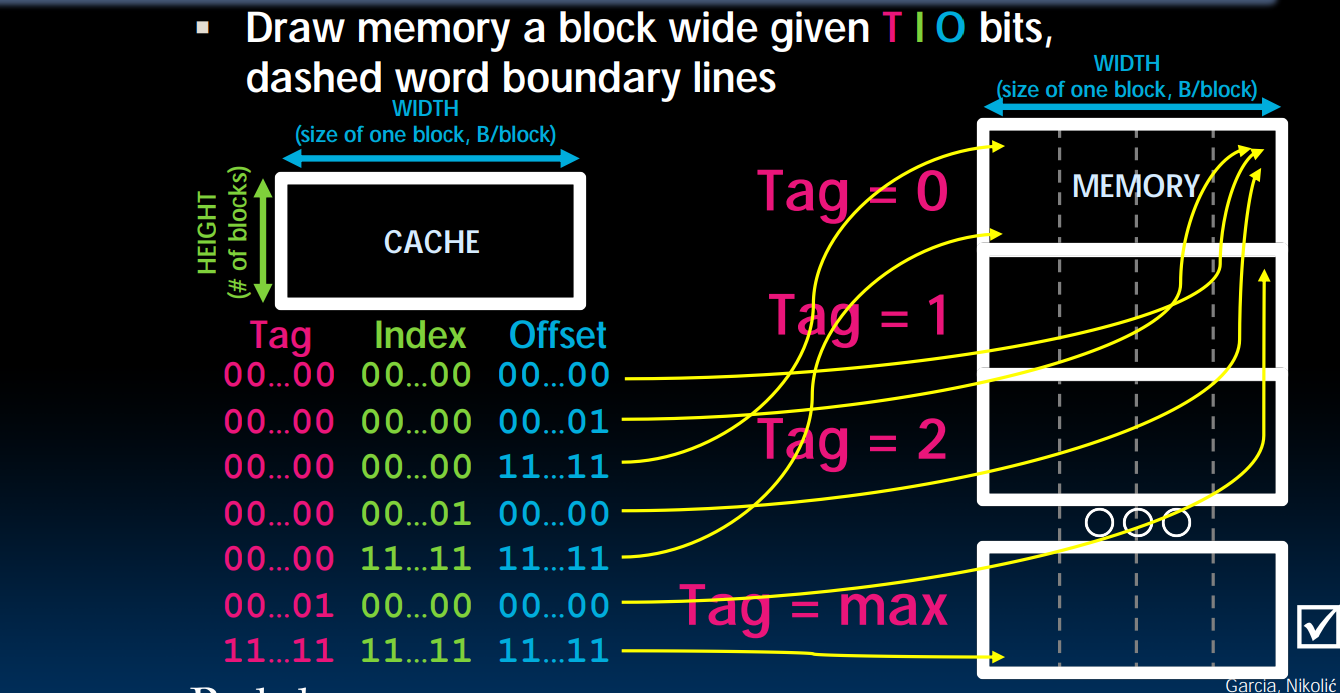 ▪ Draw memory a block wide given T I O bits,
dashed word boundary lines
WIDTH
(size of one block, B/block)
HEIGHT
(# of blocks)
CACHE
Tag Index Offset
00...00 00...00 00...00
00...00 00...00 00...01
00...00 00...00 11...11
00...00 00...01 00...00
00...00 11...11 11...11
00...01 00...00 00...00
11...11 11...11 11...11
WIDTH
(size of one block, B/block)
MEMORY
Tag = 0
Tag = 1
Tag = 2
Tag = max
Garcia, Nikolić